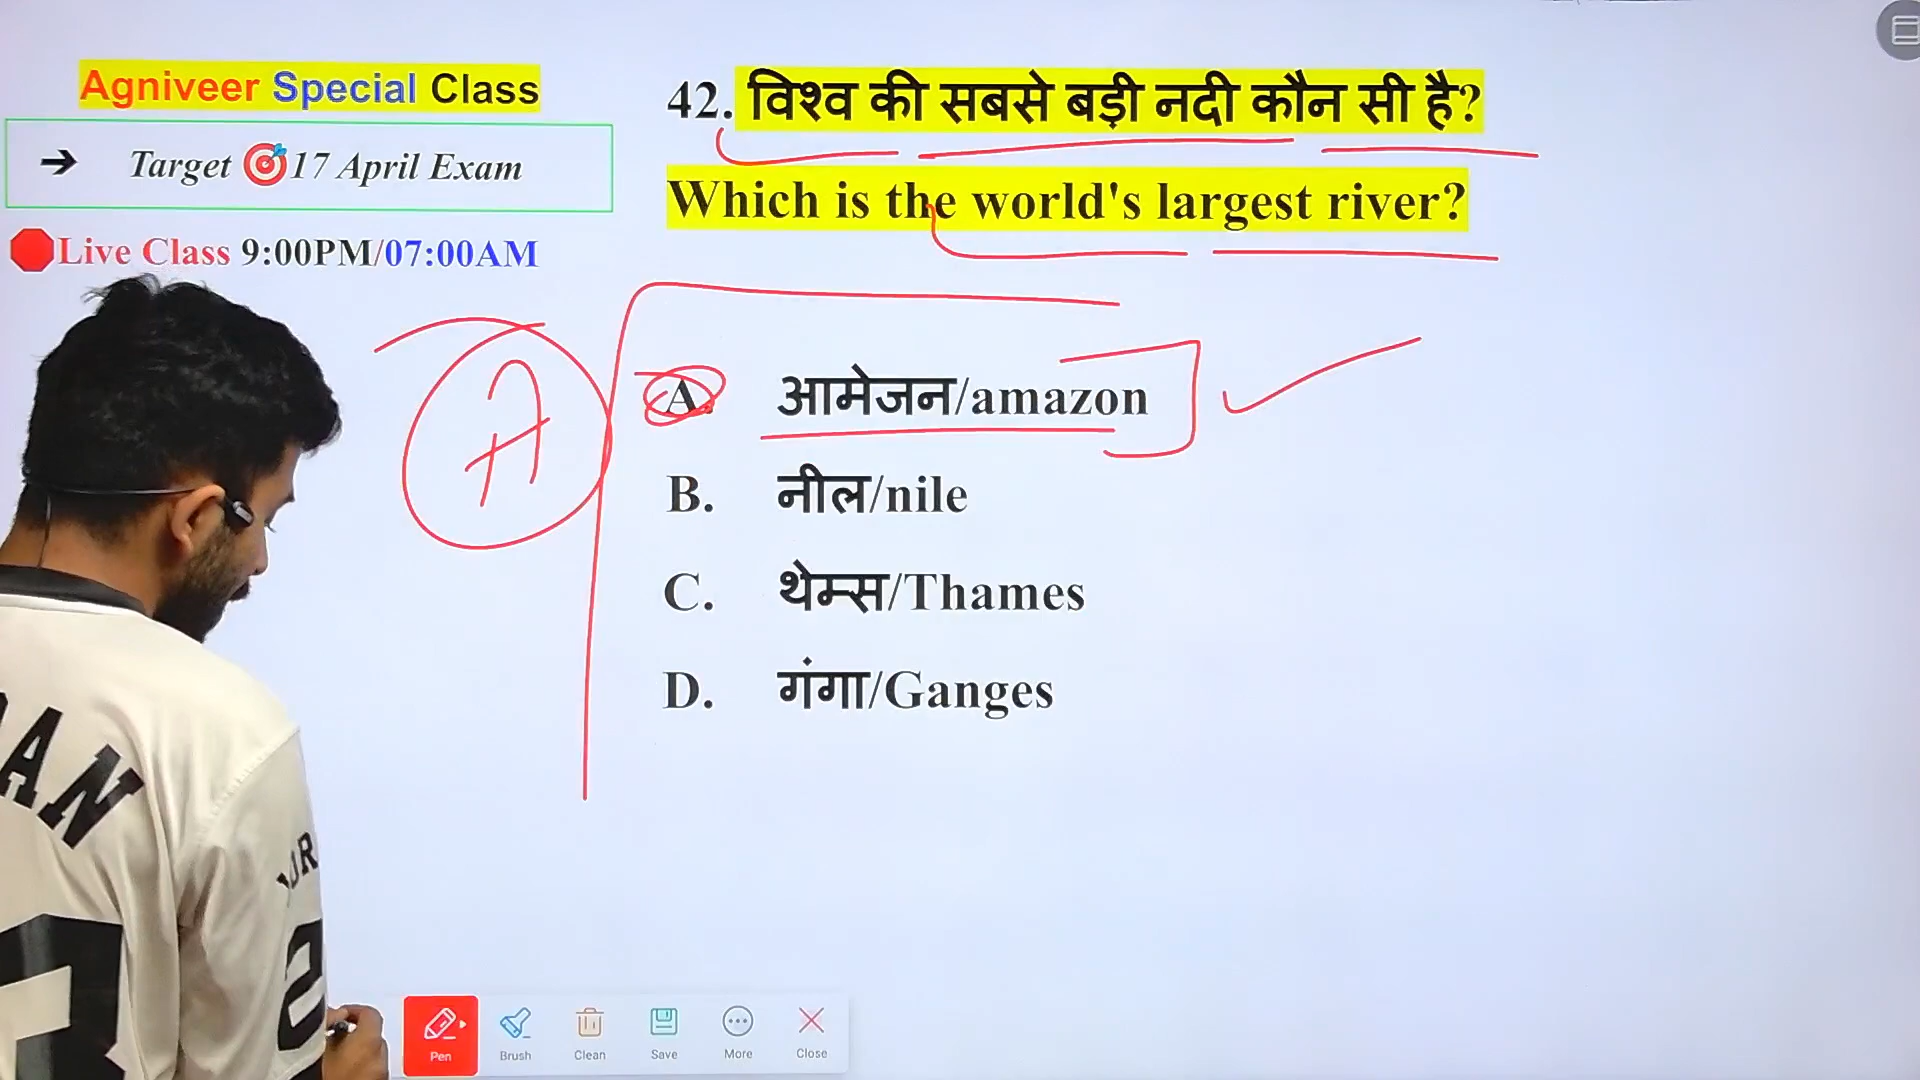 Agniveer Special Class
→ Target 🎯17 April Exam
Live Class 9:00PM/07:00AM
42. विश्व की सबसे बड़ी नदी कौन सी है?
Which is the world's largest river?
A
A. आमेजन/amazon
B. नील/nile
C. थेम्स/Thames
D. गंगा/Ganges
Pen Brush Clean Save More Close